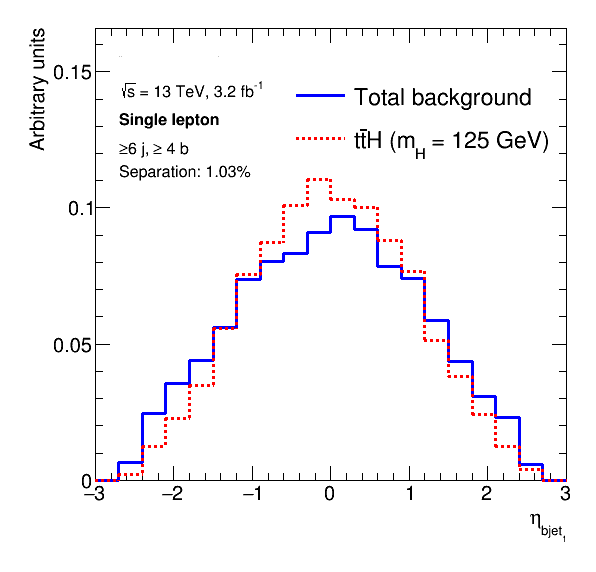 Arbitrary units
0.15
0.1
0.05
0
√s = 13 TeV, 3.2 fb⁻¹
Single lepton
≥6 j, ≥ 4 b
Separation: 1.03%
Total background
tt̄H (m_H = 125 GeV)
−3 −2 −1 0 1 2 3
η_bjet₁